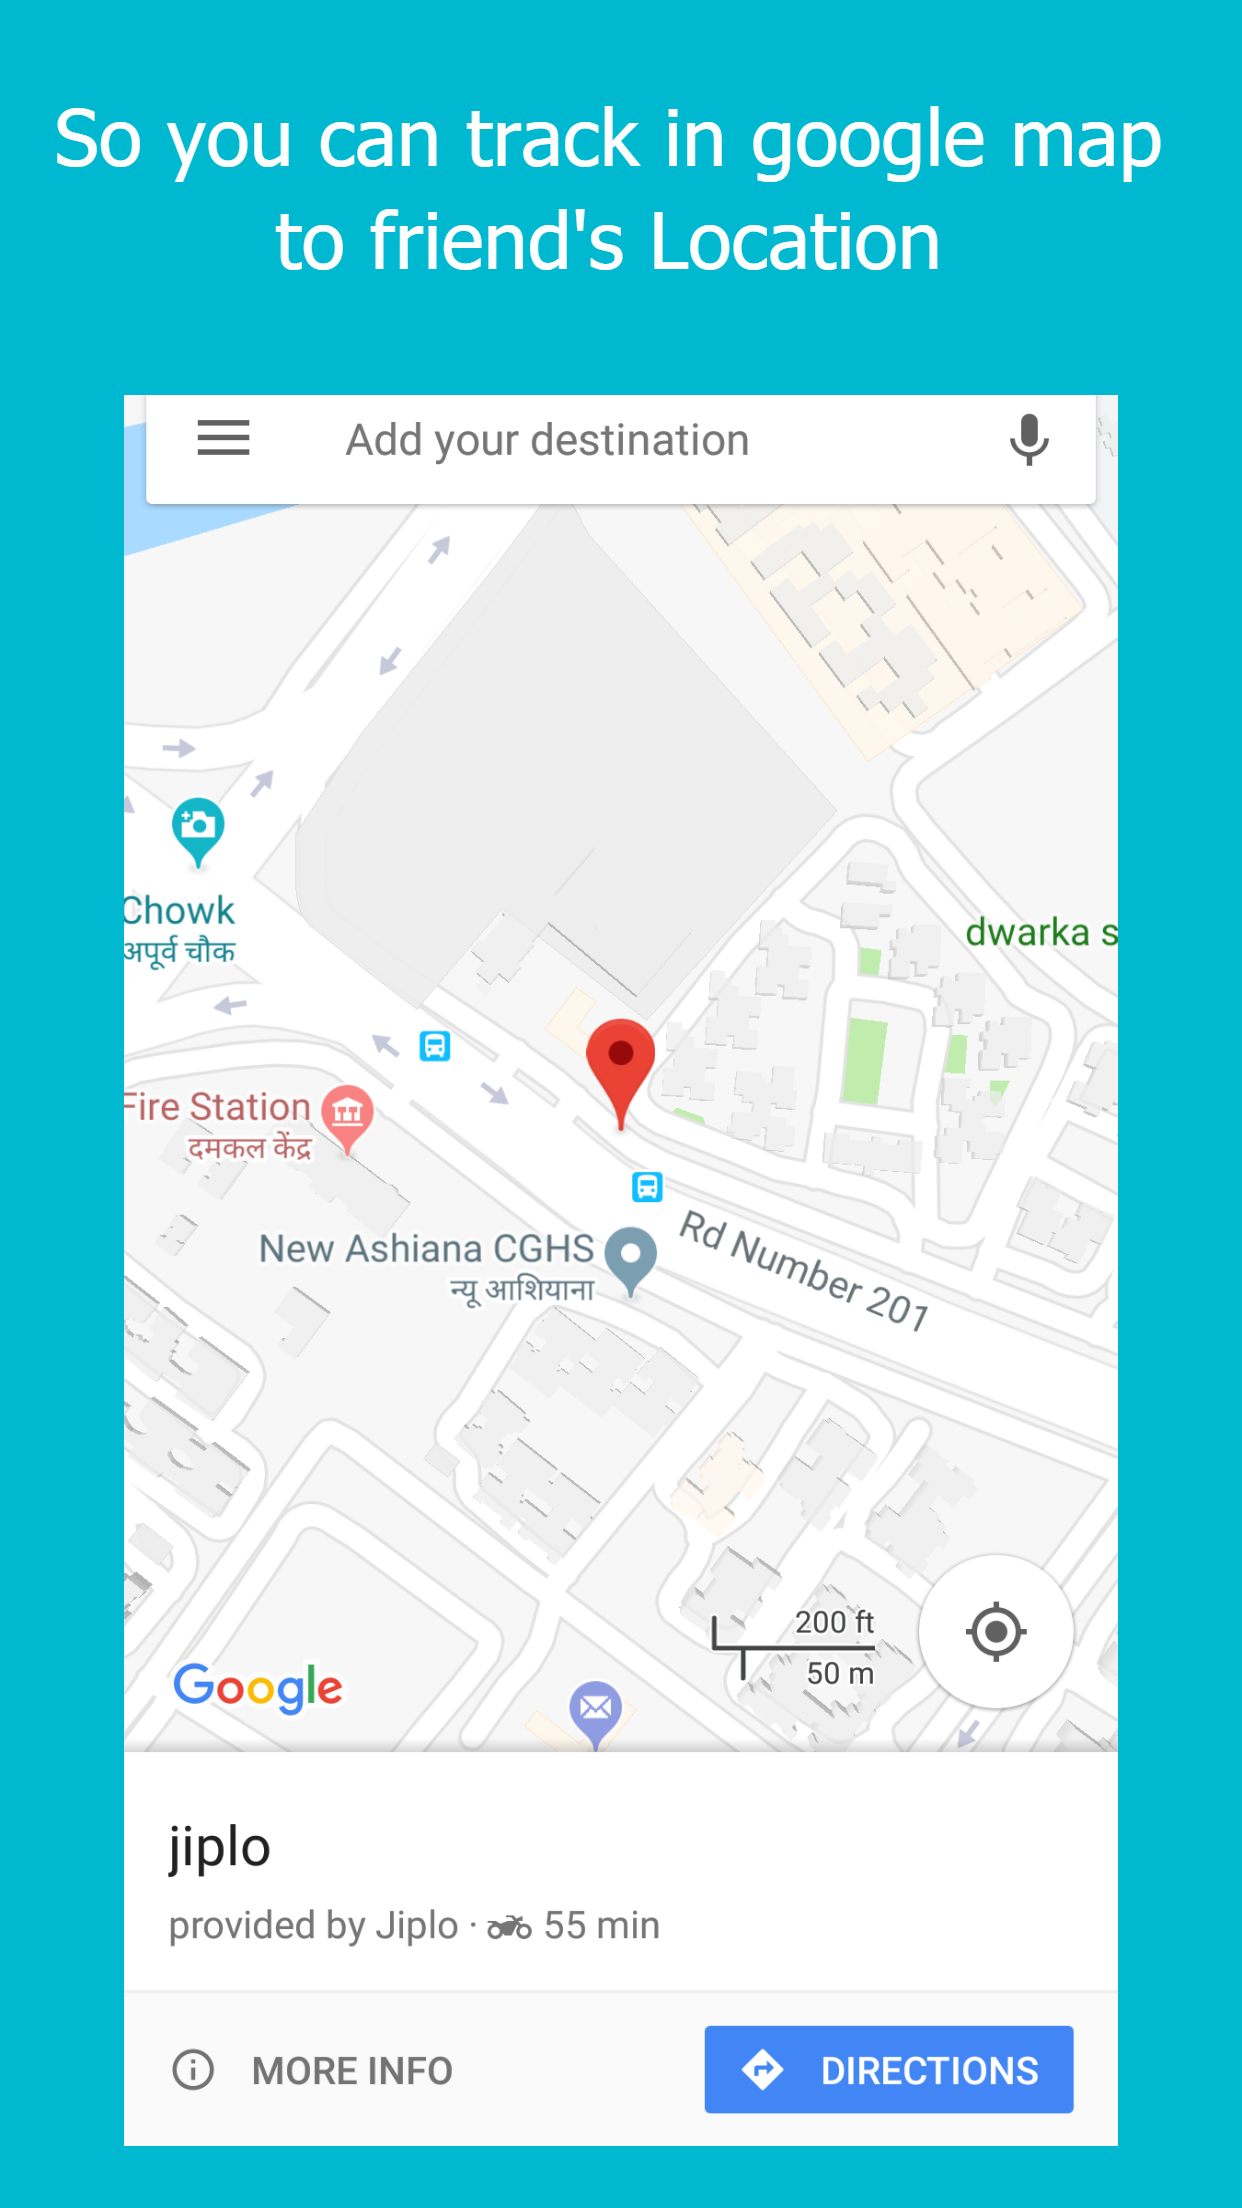 So you can track in google map
to friend's Location
Add your destination
Chowk
अपूर्व चौक
dwarka s
Fire Station
दमकल केंद्र
New Ashiana CGHS
न्यू आशियाना
Rd Number 201
200 ft
50 m
Google
jiplo
provided by Jiplo · 55 min
MORE INFO
DIRECTIONS